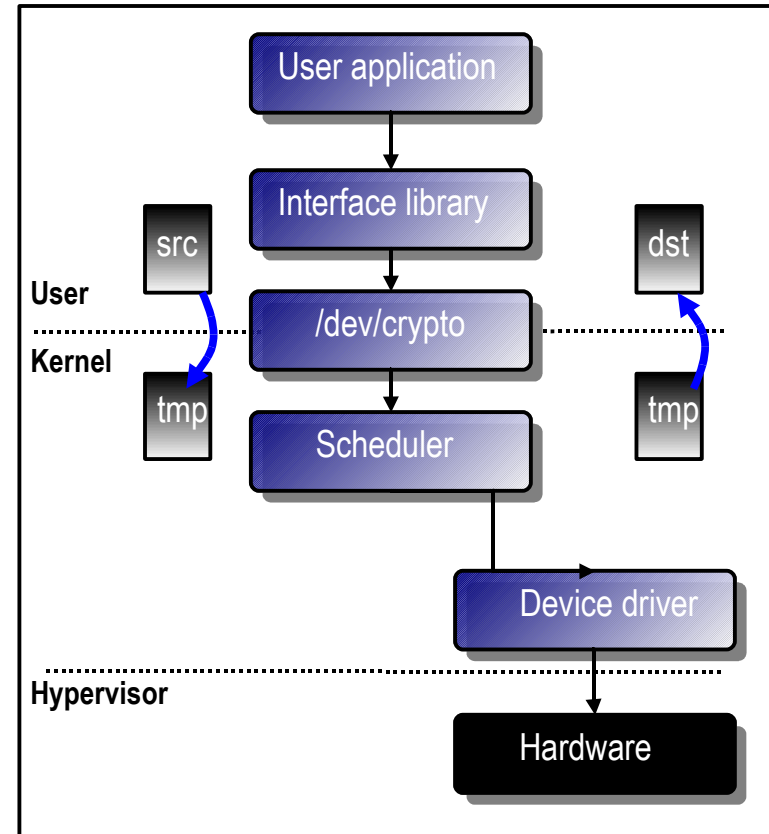 User application
Interface library
src
dst
User
/dev/crypto
Kernel
tmp
tmp
Scheduler
Device driver
Hypervisor
Hardware